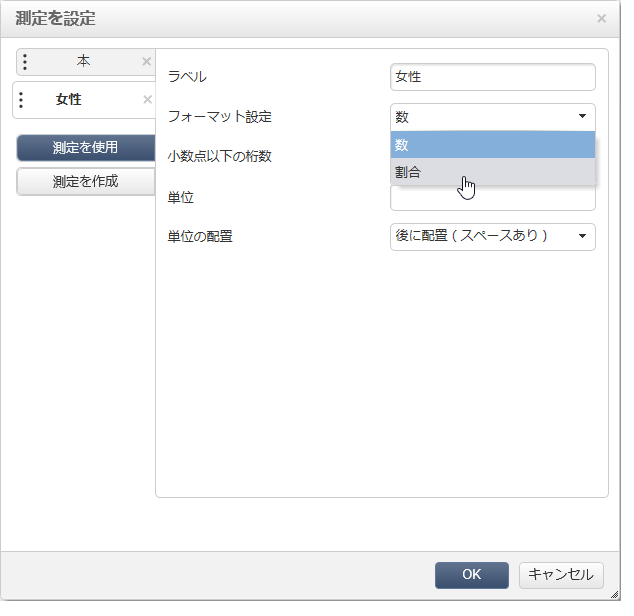 測定を設定
本
女性
測定を使用
測定を作成
ラベル
女性
フォーマット設定
数
数
割合
小数点以下の桁数
単位
単位の配置
後に配置 ( スペースあり )
OK
キャンセル